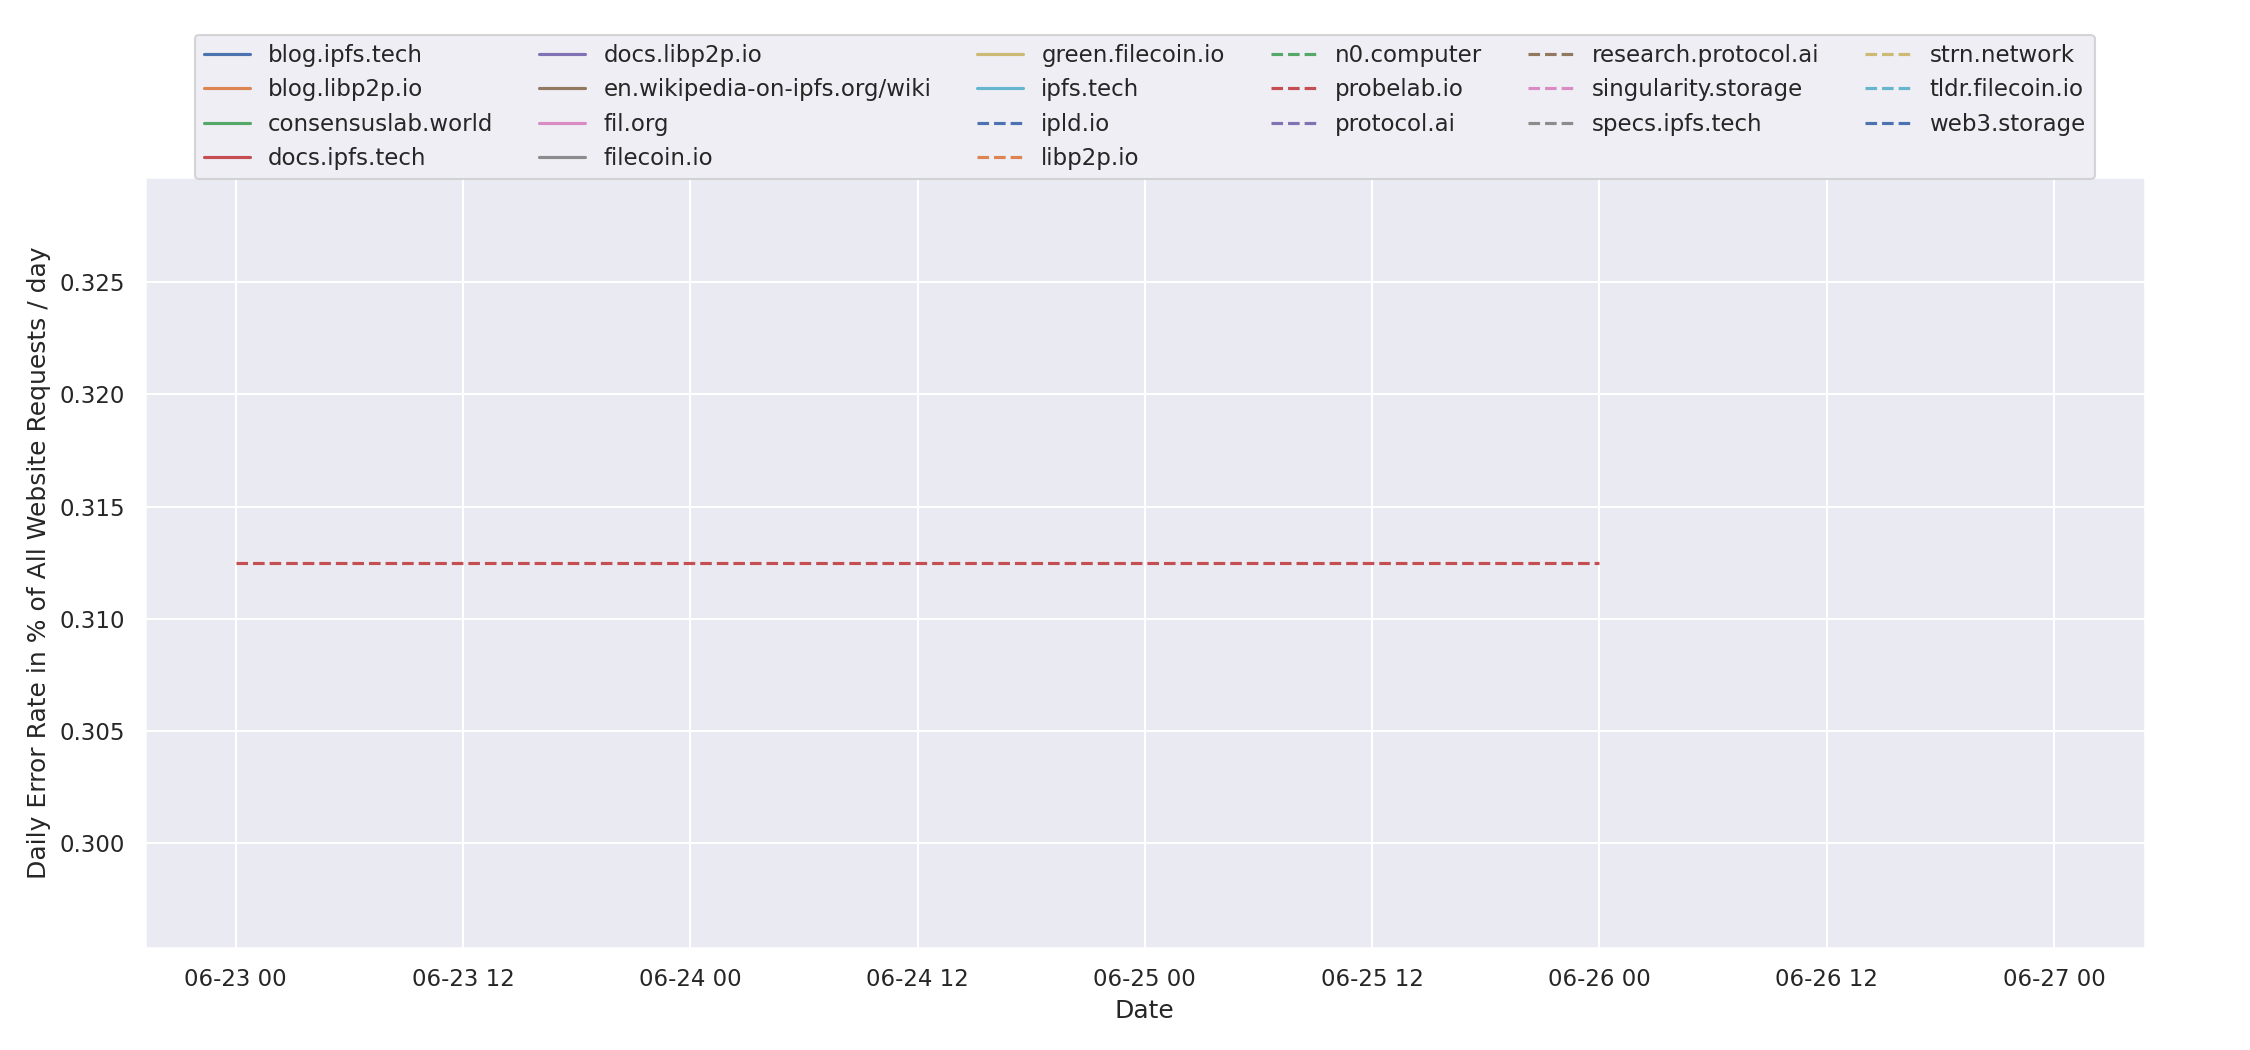 blog.ipfs.tech
blog.libp2p.io
consensuslab.world
docs.ipfs.tech
docs.libp2p.io
en.wikipedia-on-ipfs.org/wiki
fil.org
filecoin.io
green.filecoin.io
ipfs.tech
ipld.io
libp2p.io
n0.computer
probelab.io
protocol.ai
research.protocol.ai
singularity.storage
specs.ipfs.tech
strn.network
tldr.filecoin.io
web3.storage
Daily Error Rate in % of All Website Requests / day
0.325
0.320
0.315
0.310
0.305
0.300
06-23 00
06-23 12
06-24 00
06-24 12
06-25 00
06-25 12
06-26 00
06-26 12
06-27 00
Date